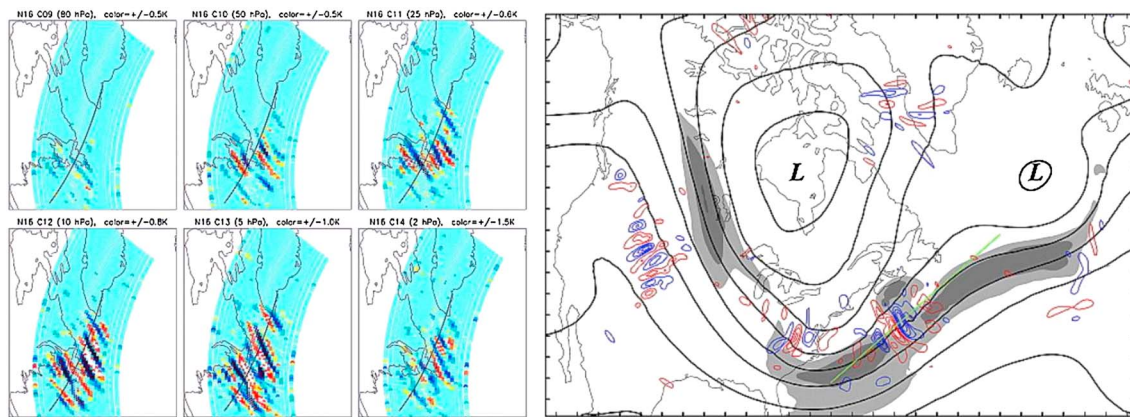 N16 C09 (80 hPa), color=+/-0.5K
N16 C10 (50 hPa), color=+/-0.5K
N16 C11 (25 hPa), color=+/-0.6K
N16 C12 (10 hPa), color=+/-0.8K
N16 C13 (5 hPa), color=+/-1.0K
N16 C14 (2 hPa), color=+/-1.5K
L
L